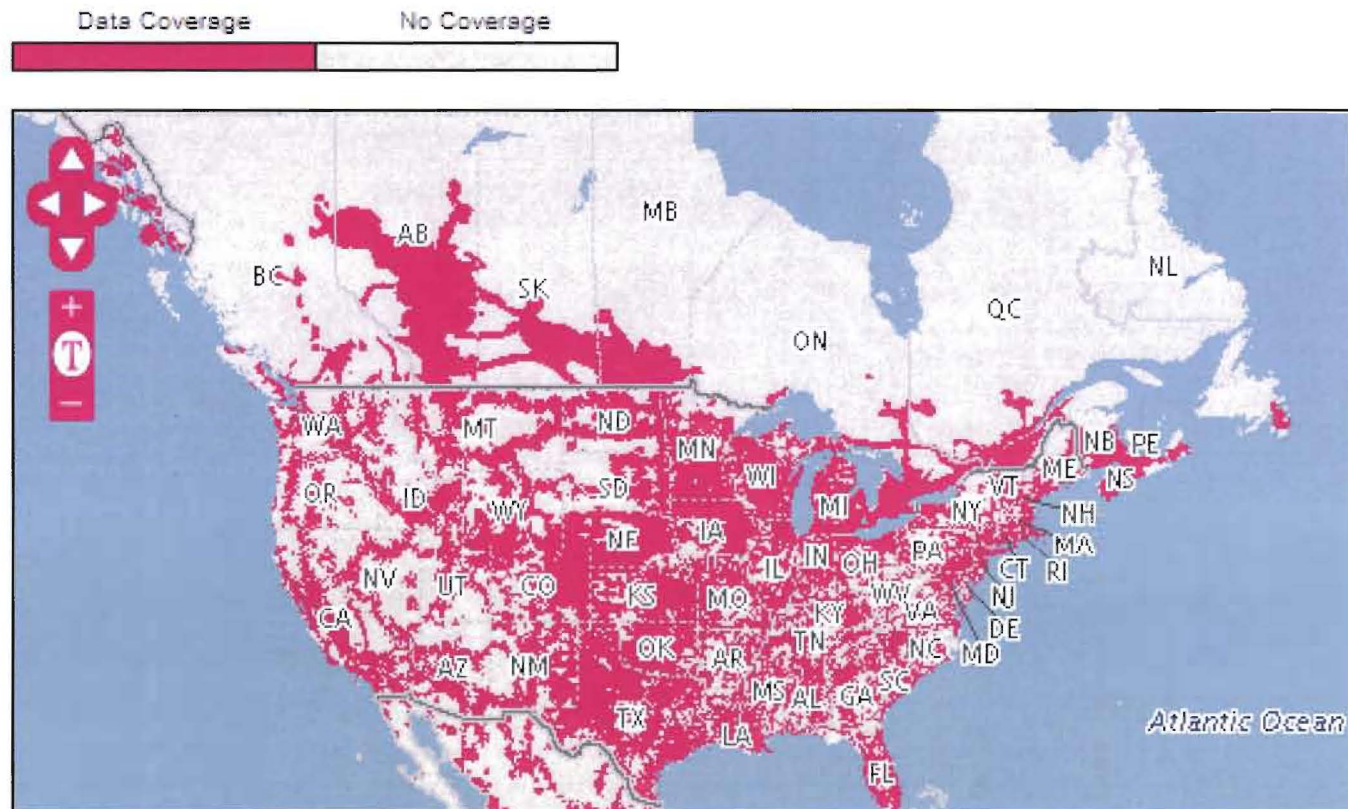 Data Coverage No Coverage
MB
AB
NL
BC
SK
QC
ON
+
T
−
WA
MT
ND
MN
NB
PE
ME
OR
ID
SD
WI
VT
NS
WY
MI
NY
NH
NE
IA
MA
IN
OH
PA
NV
UT
CO
IL
CT
RI
KS
MO
WV
NJ
CA
KY
VA
DE
TN
NC
MD
AZ
NM
OK
AR
MS
AL
GA
SC
TX
LA
Atlantic Ocean
FL